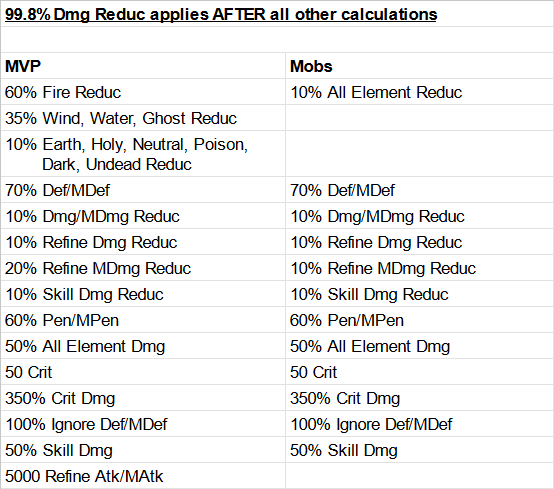 99.8% Dmg Reduc applies AFTER all other calculations
MVP Mobs
60% Fire Reduc 10% All Element Reduc
35% Wind, Water, Ghost Reduc
10% Earth, Holy, Neutral, Poison,
Dark, Undead Reduc
70% Def/MDef 70% Def/MDef
10% Dmg/MDmg Reduc 10% Dmg/MDmg Reduc
10% Refine Dmg Reduc 10% Refine Dmg Reduc
20% Refine MDmg Reduc 10% Refine MDmg Reduc
10% Skill Dmg Reduc 10% Skill Dmg Reduc
60% Pen/MPen 60% Pen/MPen
50% All Element Dmg 50% All Element Dmg
50 Crit 50 Crit
350% Crit Dmg 350% Crit Dmg
100% Ignore Def/MDef 100% Ignore Def/MDef
50% Skill Dmg 50% Skill Dmg
5000 Refine Atk/MAtk